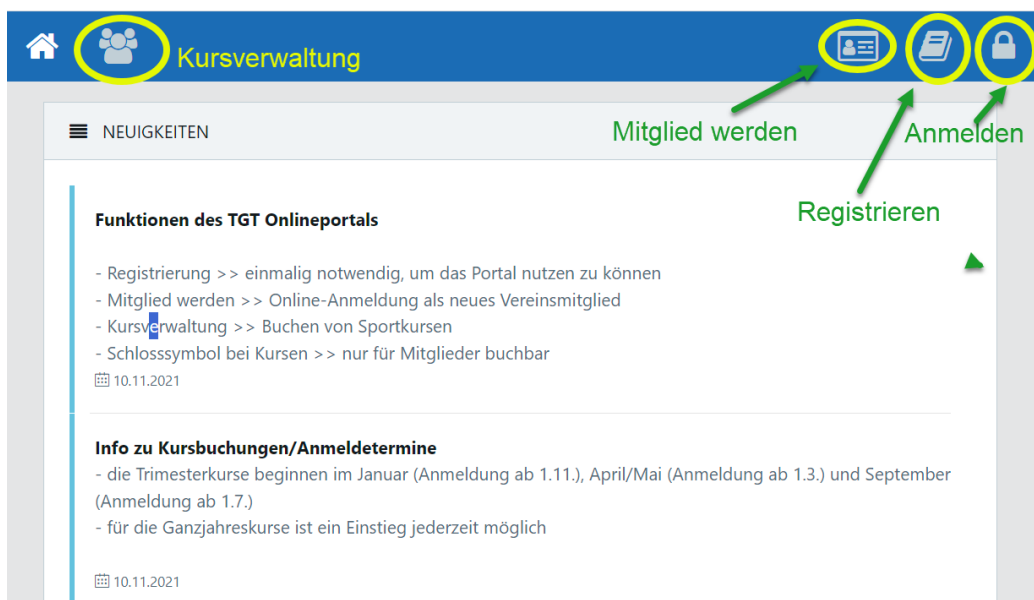 Kursverwaltung
Mitglied werden
Anmelden
Registrieren
NEUIGKEITEN
Funktionen des TGT Onlineportals
- Registrierung >> einmalig notwendig, um das Portal nutzen zu können
- Mitglied werden >> Online-Anmeldung als neues Vereinsmitglied
- Kursverwaltung >> Buchen von Sportkursen
- Schlosssymbol bei Kursen >> nur für Mitglieder buchbar
10.11.2021
Info zu Kursbuchungen/Anmeldetermine
- die Trimesterkurse beginnen im Januar (Anmeldung ab 1.11.), April/Mai (Anmeldung ab 1.3.) und September
(Anmeldung ab 1.7.)
- für die Ganzjahreskurse ist ein Einstieg jederzeit möglich
10.11.2021